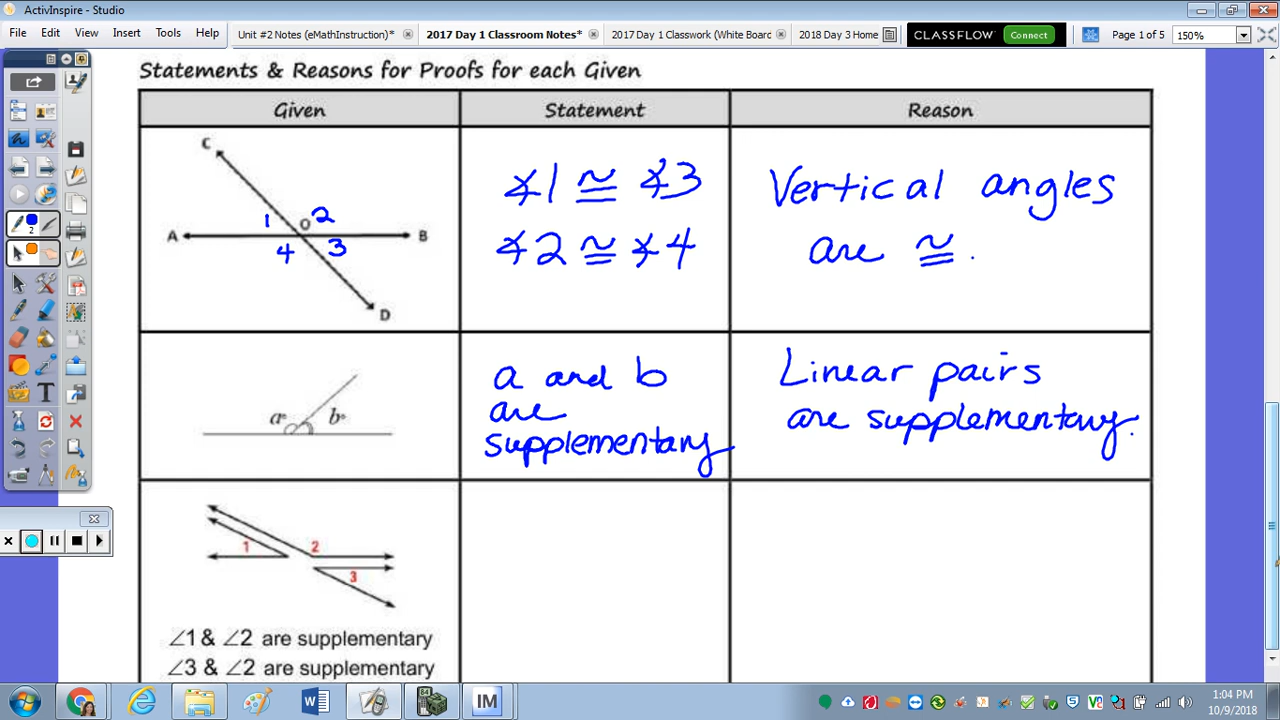 ActivInspire - Studio
File Edit View Insert Tools Help
Unit #2 Notes (eMathInstruction)*
2017 Day 1 Classroom Notes*
2017 Day 1 Classwork (White Board
2018 Day 3 Home
CLASSFLOW Connect
Page 1 of 5
150%
Statements & Reasons for Proofs for each Given
Given Statement Reason
C
1 O 2
A B
4 3
D
∡1 ≅ ∡3
∡2 ≅ ∡4
Vertical angles
are ≅.
a° b°
a and b
are
supplementary
Linear pairs
are supplementary.
1 2
3
∠1 & ∠2 are supplementary
∠3 & ∠2 are supplementary
2
T
IM
1:04 PM
10/9/2018